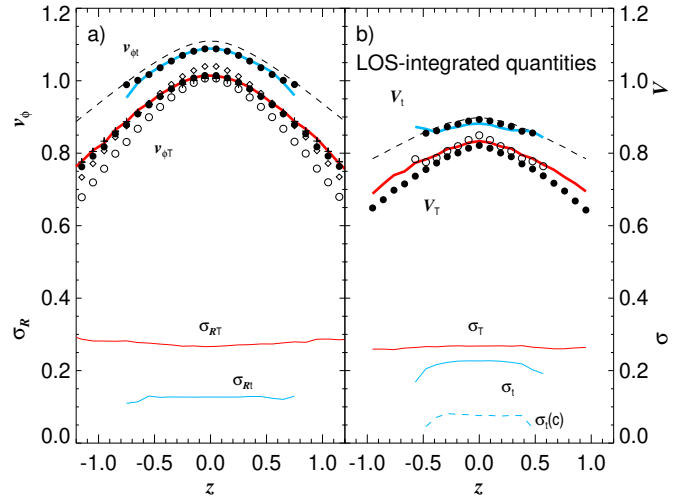 a)
b)
LOS-integrated quantities
v_ϕt
v_ϕT
V_t
V_T
σ_RT
σ_Rt
σ_T
σ_t
σ_t(c)
v_ϕ
σ_R
V
σ
1.2
1.0
0.8
0.6
0.4
0.2
0.0
1.2
1.0
0.8
0.6
0.4
0.2
0.0
-1.0 -0.5 0.0 0.5 1.0
-1.0 -0.5 0.0 0.5 1.0
z
z